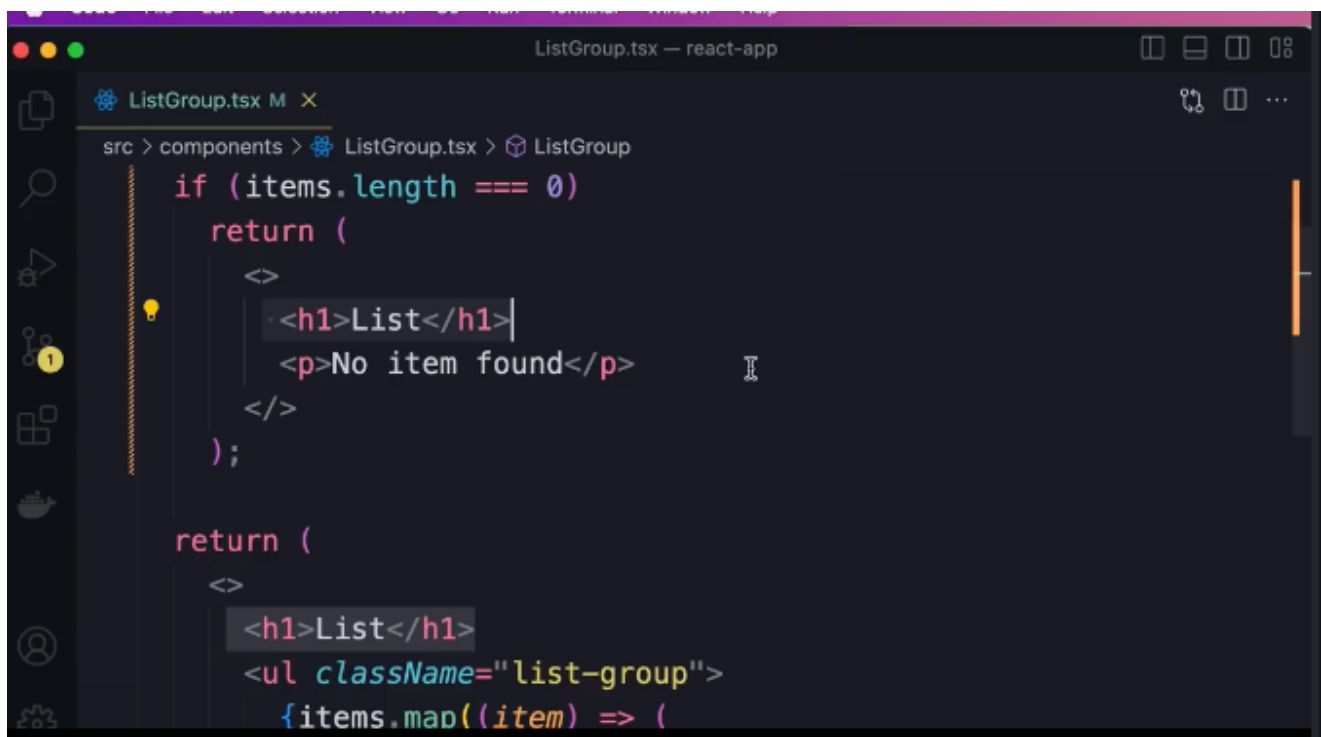 ListGroup.tsx — react-app
ListGroup.tsx M
src > components > ListGroup.tsx > ListGroup
if (items.length === 0)
return (
<>
<h1>List</h1>
<p>No item found</p>
</>
);
1
return (
<>
<h1>List</h1>
<ul className="list-group">
{items.map((item) => (